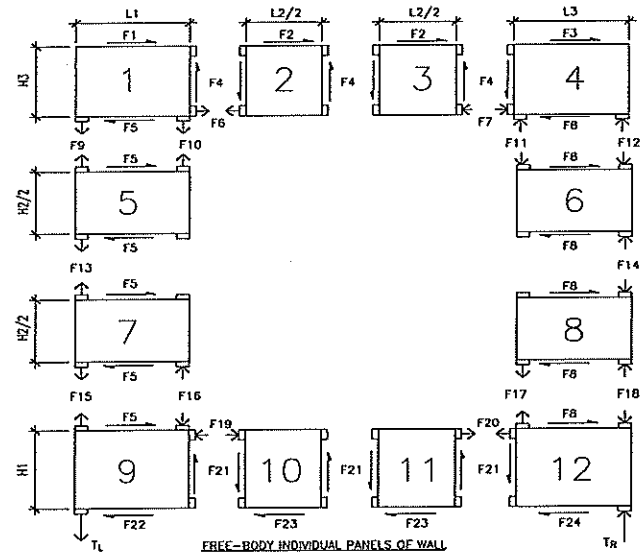 L1 L2/2 L2/2 L3
F1 F2 F2 F3
H3 1 F4 2 F4 3 F4 4
F6 F7
F5 F8
F9 F10 F11 F12
F5 F8
H2/2 5 6
F5 F8
F13 F14
F5 F8
H2/2 7 8
F5 F8
F15 F16 F17 F18
F5 F19 F20 F8
H1 9 F21 10 F21 11 F21 12
F22 F23 F23 F24
TL TR
FREE-BODY INDIVIDUAL PANELS OF WALL